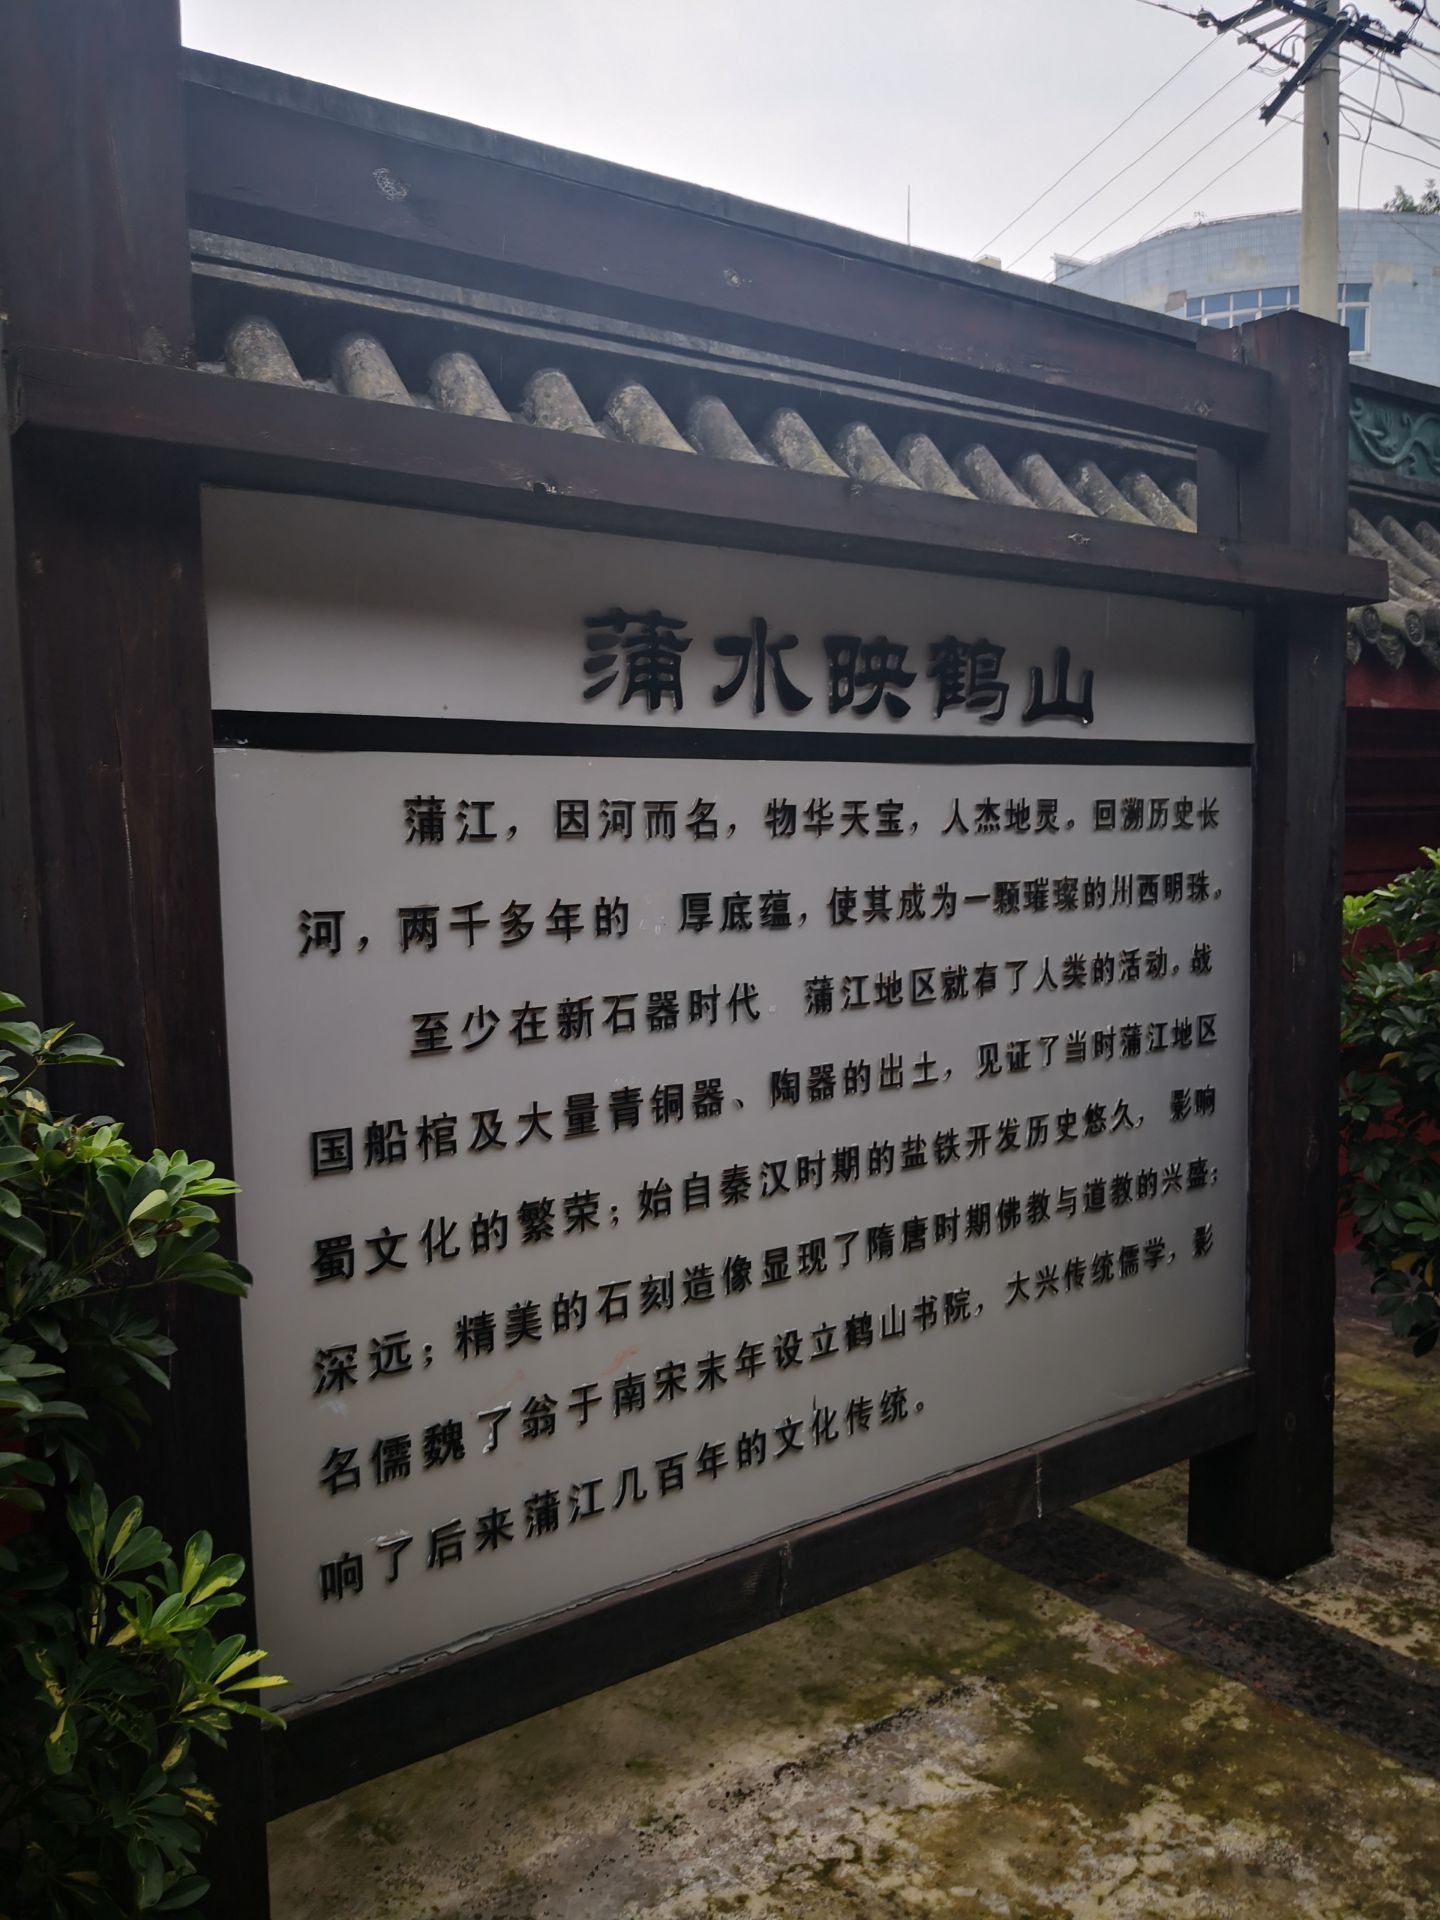 蒲水映鹤山
蒲江，因河而名，物华天宝，人杰地灵。回溯历史长
河，两千多年的 厚底蕴，使其成为一颗璀璨的川西明珠。
至少在新石器时代 蒲江地区就有了人类的活动。战
国船棺及大量青铜器、陶器的出土，见证了当时蒲江地区
蜀文化的繁荣；始自秦汉时期的盐铁开发历史悠久，影响
深远；精美的石刻造像显现了隋唐时期佛教与道教的兴盛；
名儒魏了翁于南宋末年设立鹤山书院，大兴传统儒学，影
响了后来蒲江几百年的文化传统。